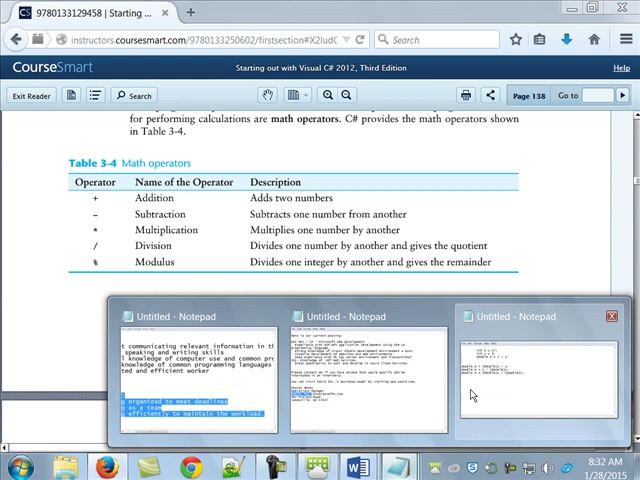 9780133129458 | Starting ...
instructors.coursesmart.com/9780133250602/firstsection#X2ludC
Search
CourseSmart
Starting out with Visual C# 2012, Third Edition
Help
Exit Reader
Search
Page 138
Go to
for performing calculations are math operators. C# provides the math operators shown
in Table 3-4.
Table 3-4 Math operators
Operator Name of the Operator Description
+ Addition Adds two numbers
– Subtraction Subtracts one number from another
* Multiplication Multiplies one number by another
/ Division Divides one number by another and gives the quotient
% Modulus Divides one integer by another and gives the remainder
Untitled - Notepad
Untitled - Notepad
Untitled - Notepad
t communicating relevant information in th
speaking and writing skills
l knowledge of computer use and common pro
knowledge of common programming languages
ted and efficient worker
g organized to meet deadlines
g as a team
g efficiently to maintain the workload.
8:32 AM
1/28/2015